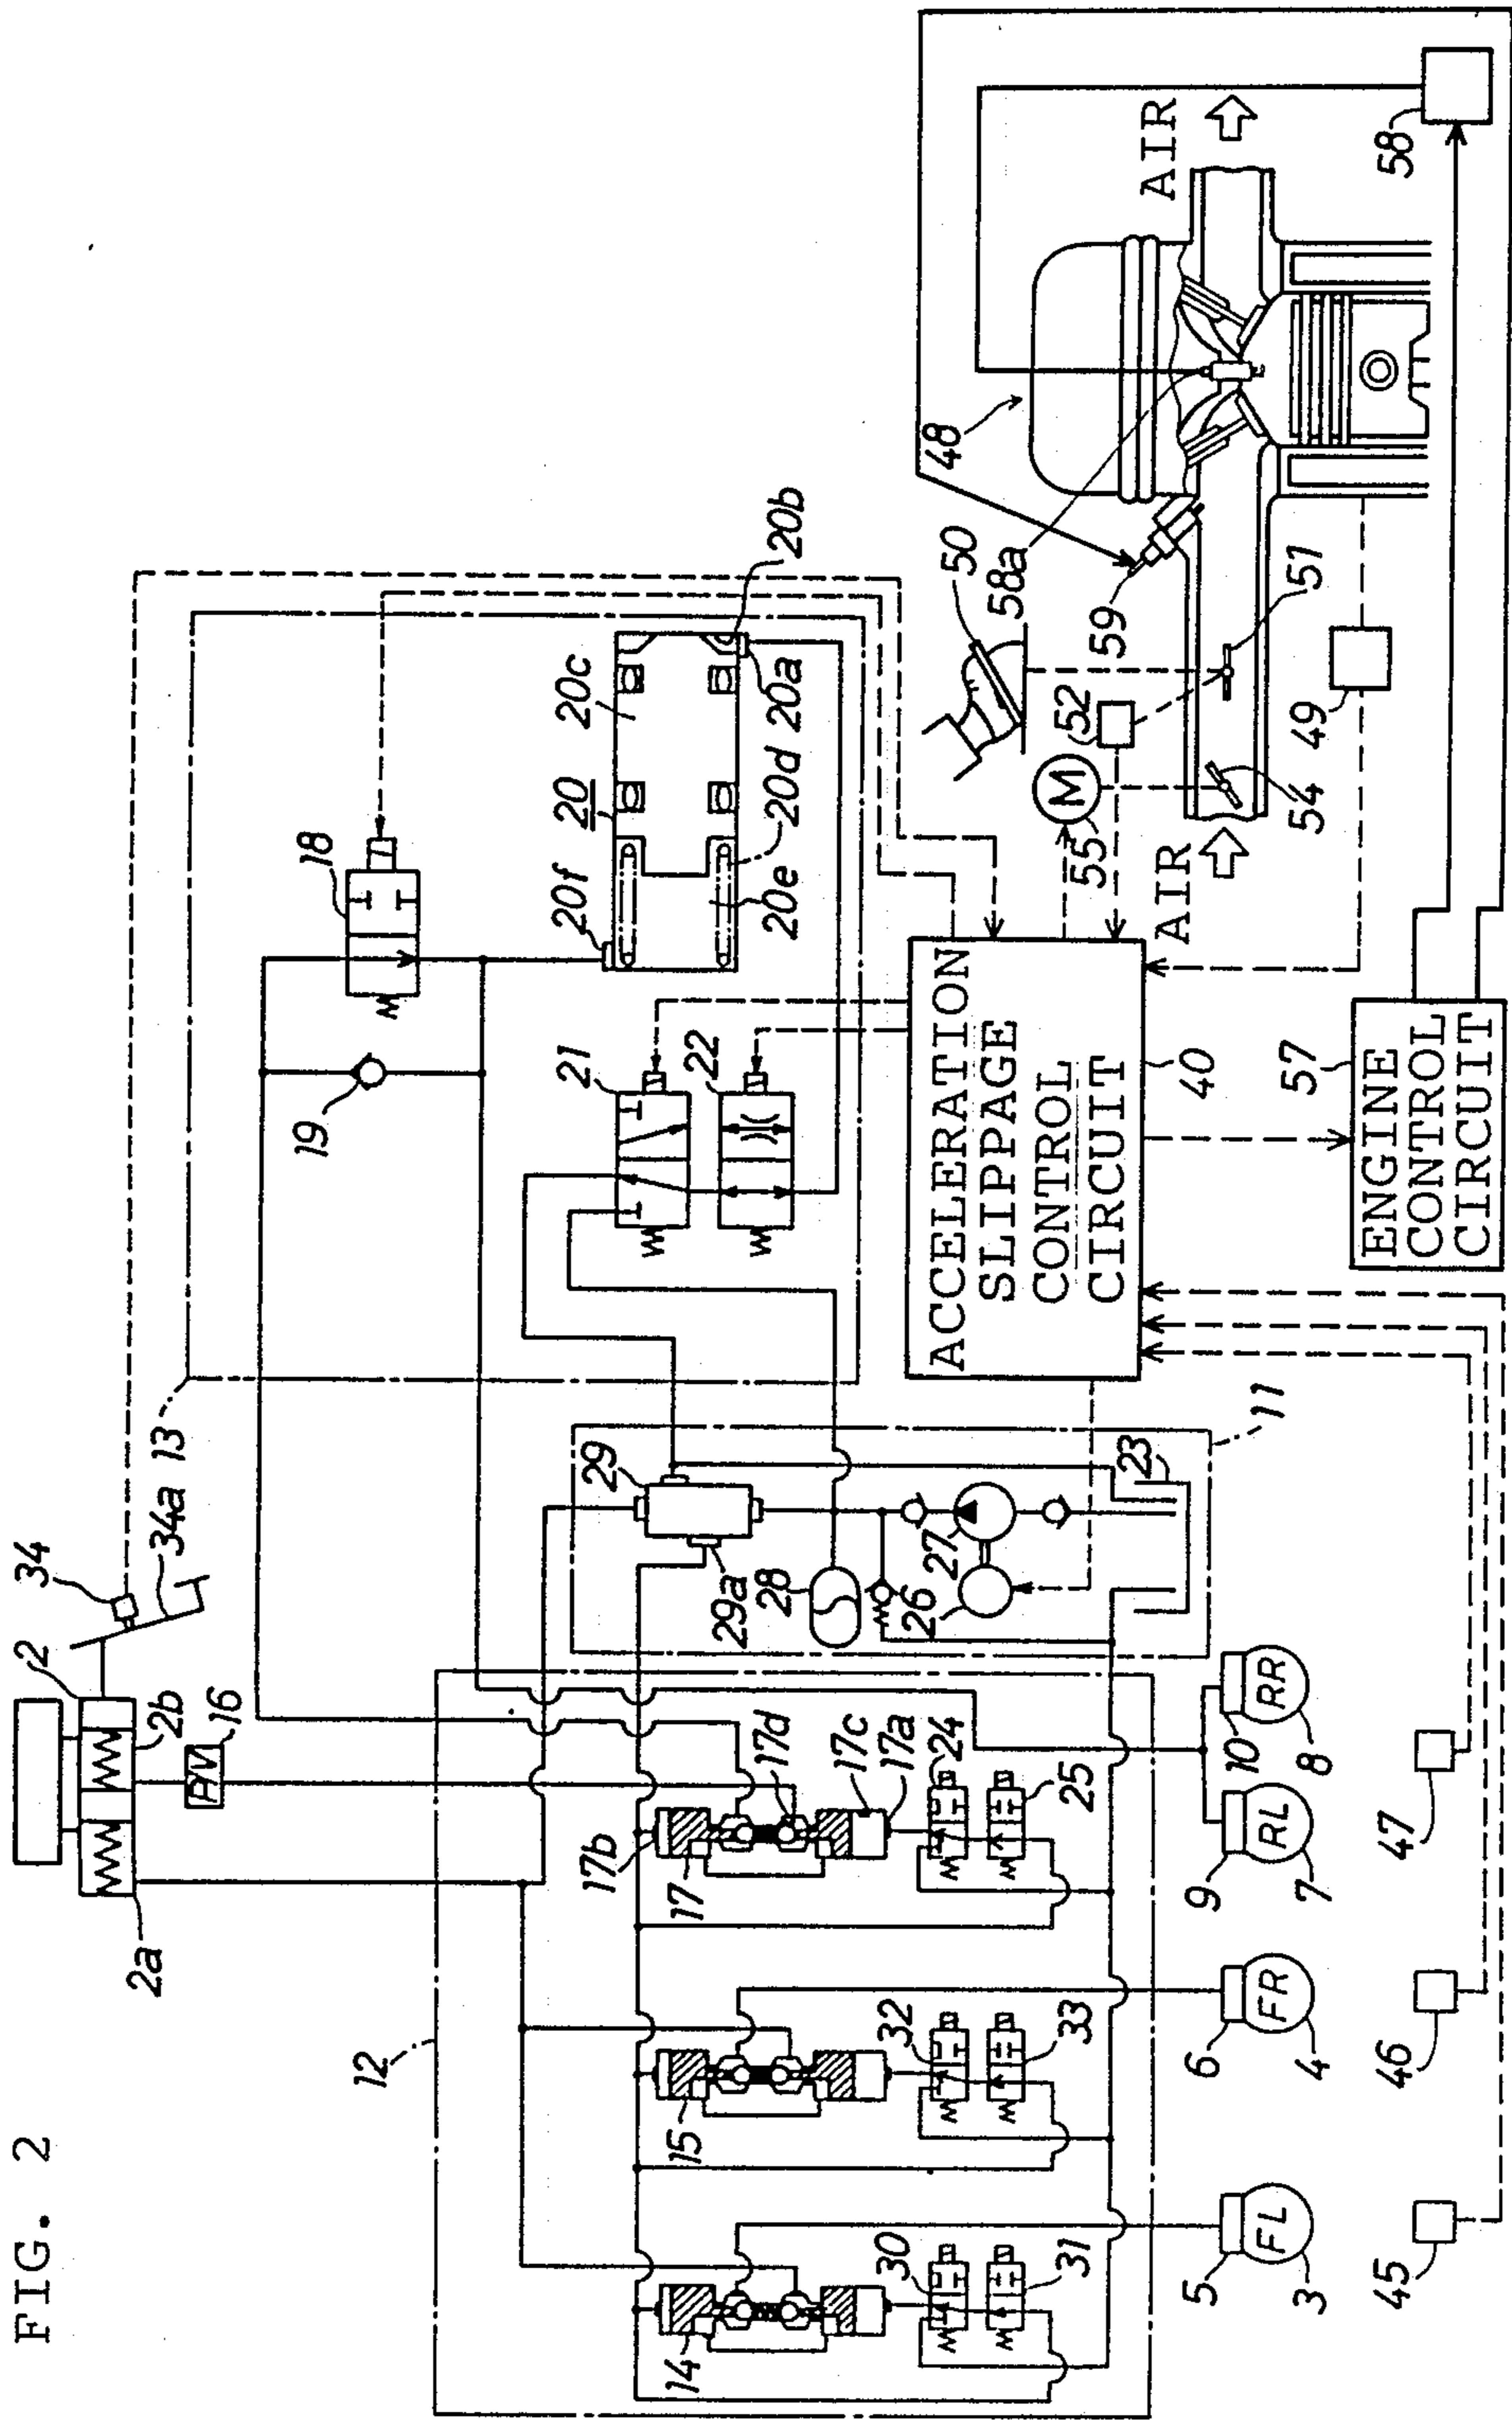 FIG. 2
2
2a
2b
34
34a
13
P/V
16
12
18
19
20
20a
20b
20c
20d
20e
20f
21
22
29
29a
28
27
26
23
11
17
17a
17b
17c
17d
24
25
15
32
33
14
30
31
ACCELERATION
SLIPPAGE
CONTROL
CIRCUIT
40
ENGINE
CONTROL
CIRCUIT
57
5
FL
3
6
FR
4
9
RL
7
10
RR
8
45
46
47
48
50
58a
59
M
52
55
51
54
49
AIR
AIR
58